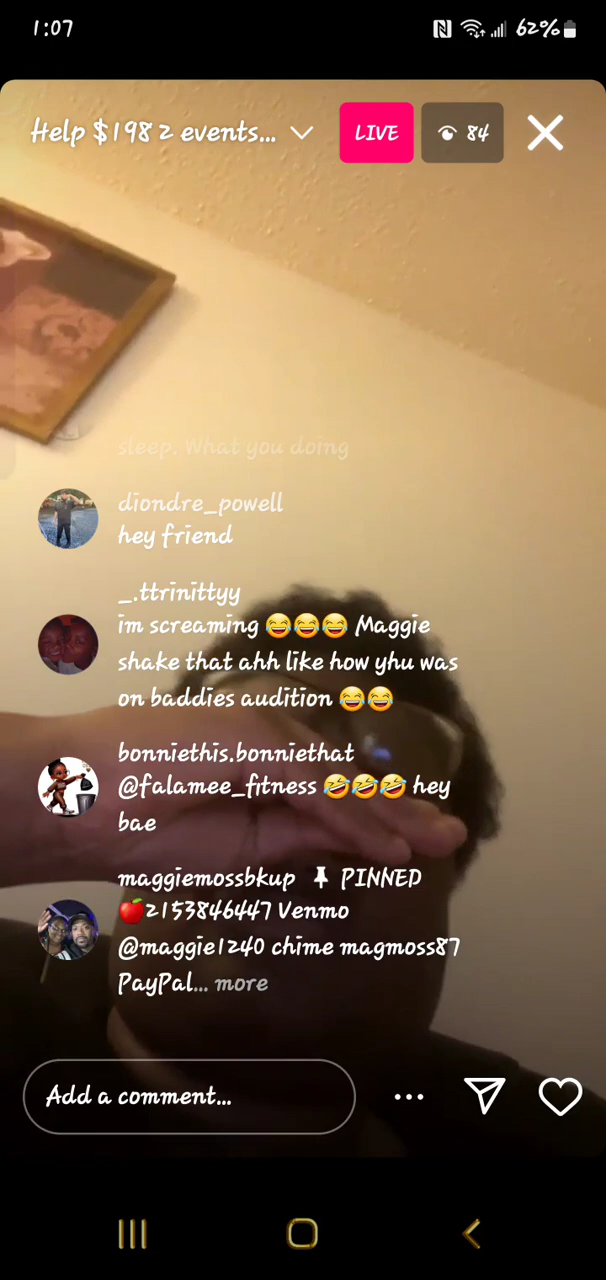 1:07
62%
Help $198 2 events...
LIVE
84
sleep. What you doing
diondre_powell
hey friend
_.ttrinittyy
im screaming 😂😂😂 Maggie
shake that ahh like how yhu was
on baddies audition 😂😂
bonniethis.bonniethat
@falamee_fitness 🤣🤣🤣 hey
bae
maggiemossbkup 📌 PINNED
🍎2153846447 Venmo
@maggie1240 chime magmoss87
PayPal... more
Add a comment...